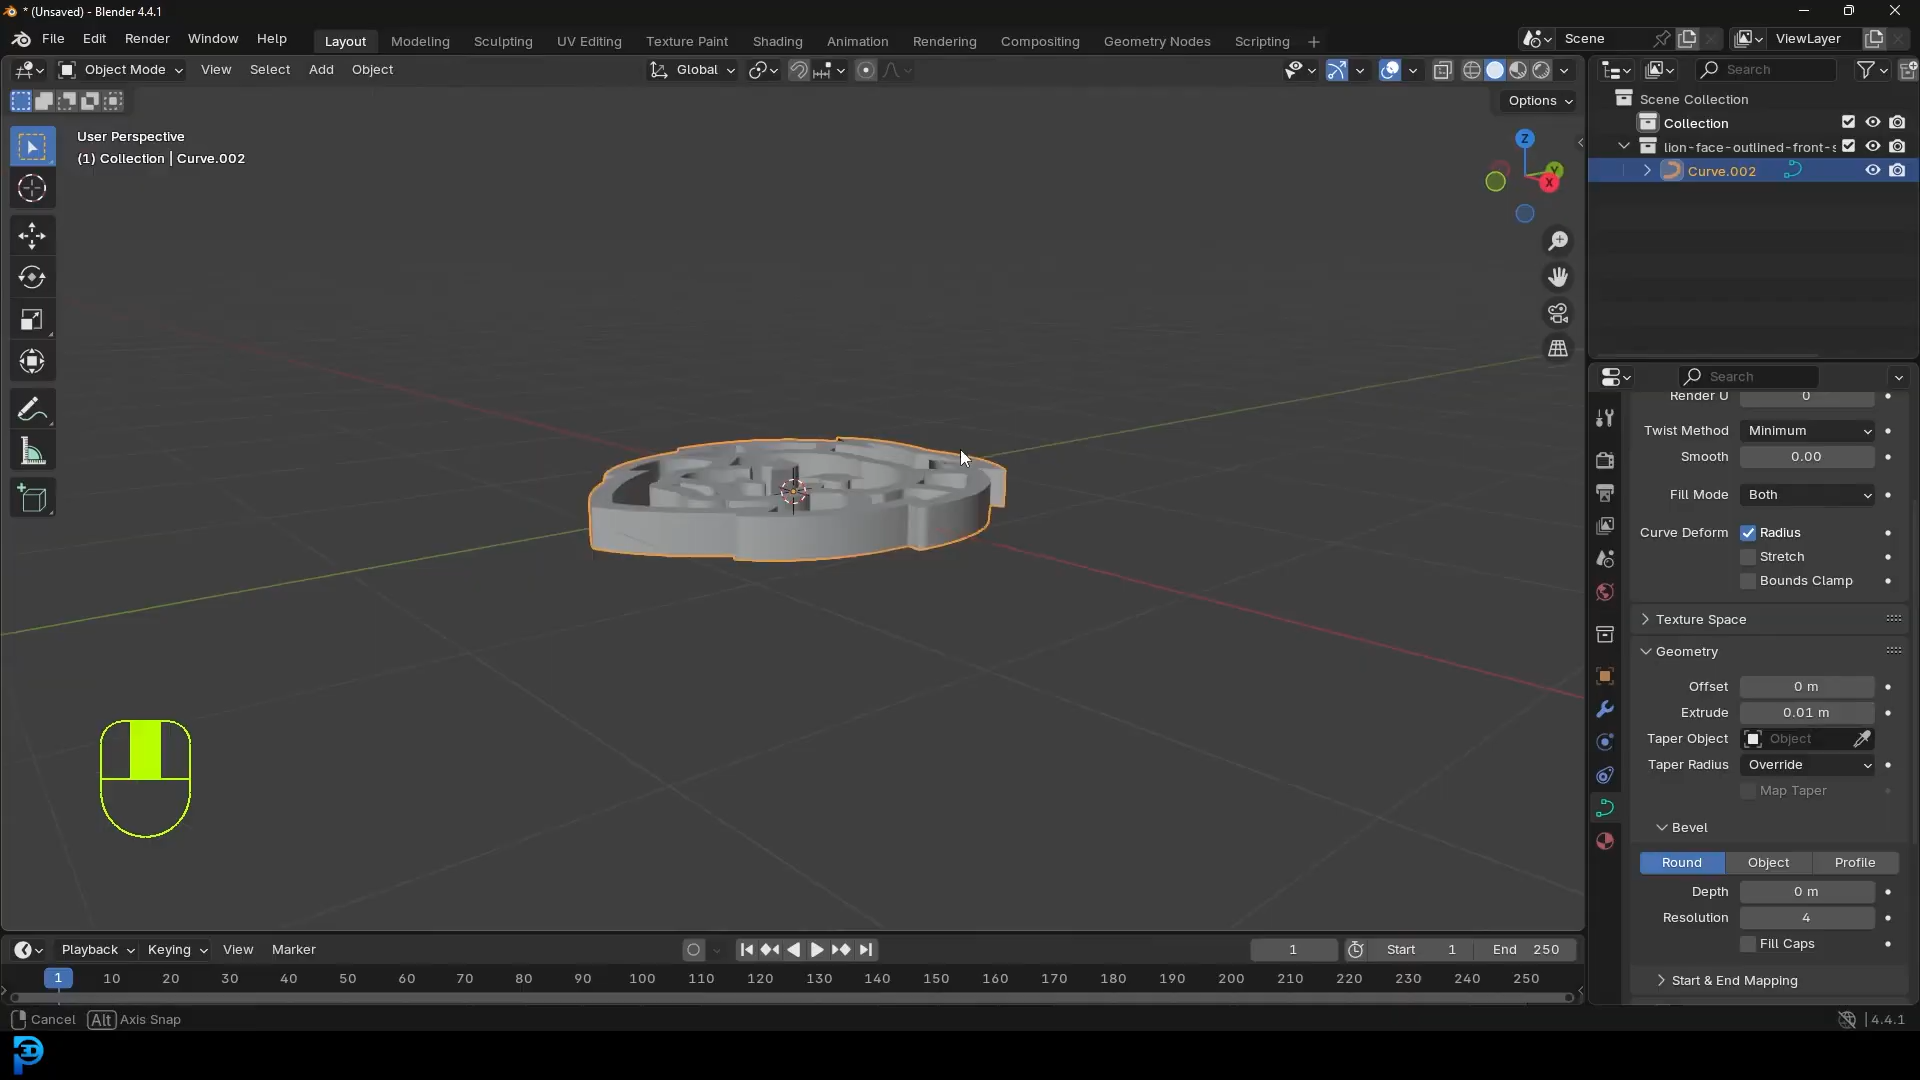 * (Unsaved) - Blender 4.4.1
File Edit Render Window Help Layout Modeling Sculpting UV Editing Texture Paint Shading Animation Rendering Compositing Geometry Nodes Scripting + Scene ViewLayer
Object Mode View Select Add Object Global Search
Options
User Perspective
(1) Collection | Curve.002
Z
Y
X
Scene Collection
Collection
lion-face-outlined-front-s
Curve.002
Search
Render U 0
Twist Method Minimum
Smooth 0.00
Fill Mode Both
Curve Deform Radius
Stretch
Bounds Clamp
Texture Space
Geometry
Offset 0 m
Extrude 0.01 m
Taper Object Object
Taper Radius Override
Map Taper
Bevel
Round Object Profile
Depth 0 m
Resolution 4
Fill Caps
Start & End Mapping
Playback Keying View Marker 1 Start 1 End 250
1 10 20 30 40 50 60 70 80 90 100 110 120 130 140 150 160 170 180 190 200 210 220 230 240 250
Cancel Alt Axis Snap 4.4.1